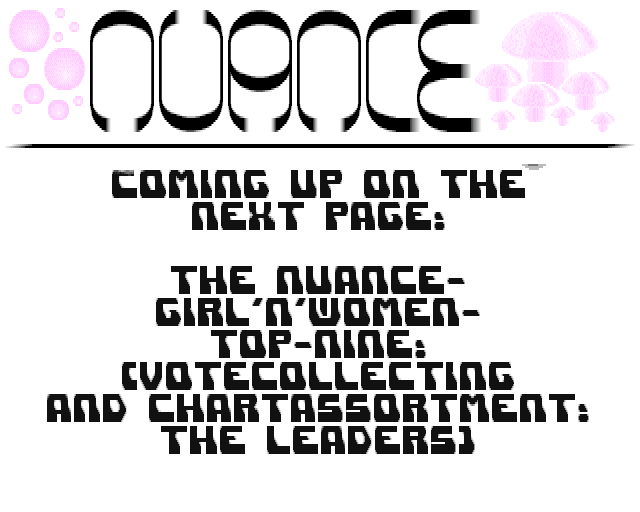 NUANCE
COMING UP ON THE
NEXT PAGE:
THE NUANCE-
GIRL'N'WOMEN-
TOP-NINE:
(VOTECOLLECTING
AND CHARTASSORTMENT:
THE LEADERS)